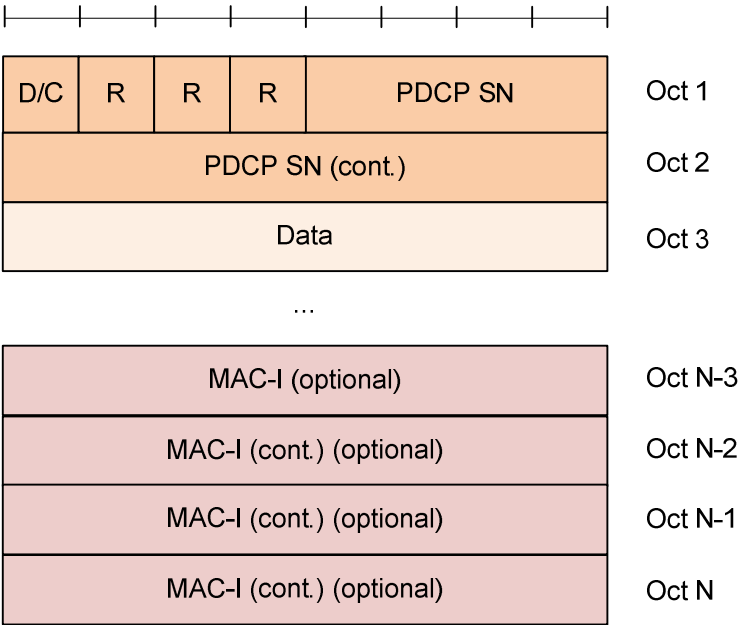 D/C R R R PDCP SN Oct 1
PDCP SN (cont.) Oct 2
Data Oct 3
...
MAC-I (optional) Oct N-3
MAC-I (cont.) (optional) Oct N-2
MAC-I (cont.) (optional) Oct N-1
MAC-I (cont.) (optional) Oct N